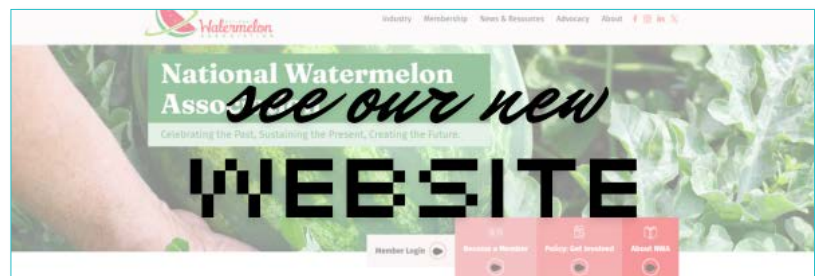 Watermelon
ASSOCIATION
Industry Membership News & Resources Advocacy About
National Watermelon
see our new
Celebrating the Past, Sustaining the Present, Creating the Future.
WEBSITE
Member Login
Become a Member
Policy: Get Involved
About NWA